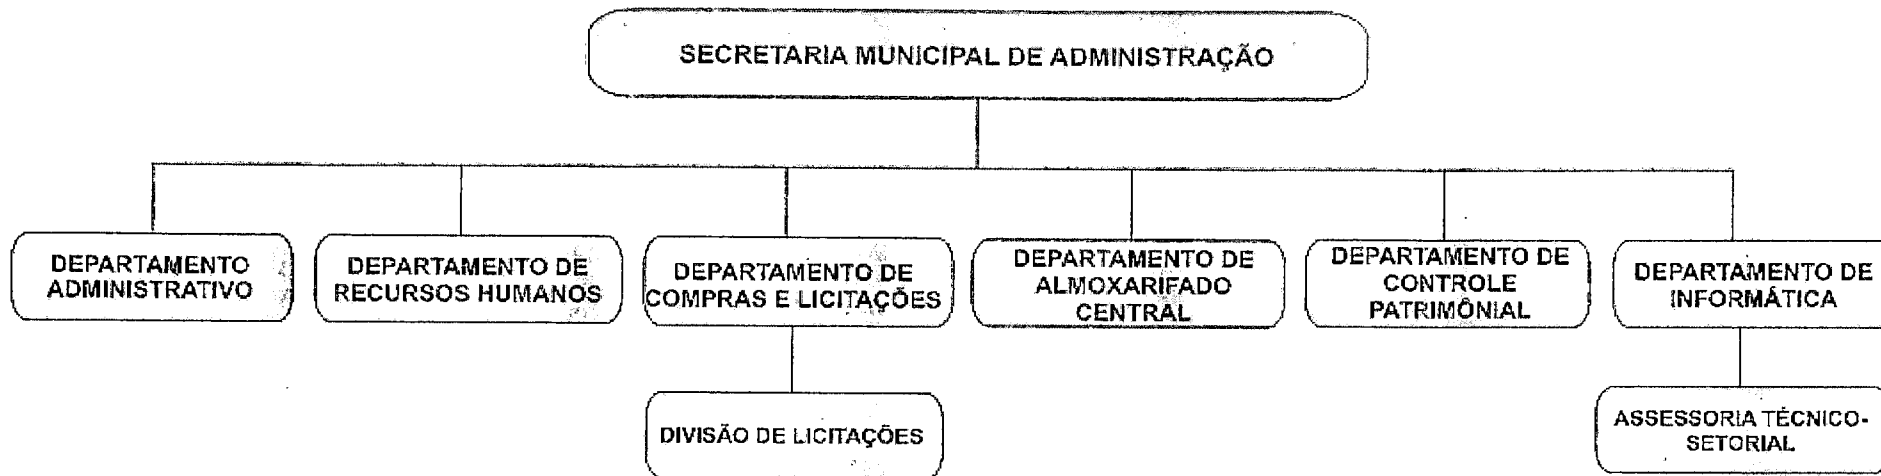 SECRETARIA MUNICIPAL DE ADMINISTRAÇÃO
DEPARTAMENTO
ADMINISTRATIVO
DEPARTAMENTO DE
RECURSOS HUMANOS
DEPARTAMENTO DE
COMPRAS E LICITAÇÕES
DEPARTAMENTO DE
ALMOXARIFADO
CENTRAL
DEPARTAMENTO DE
CONTROLE
PATRIMÔNIAL
DEPARTAMENTO DE
INFORMÁTICA
DIVISÃO DE LICITAÇÕES
ASSESSORIA TÉCNICO-
SETORIAL